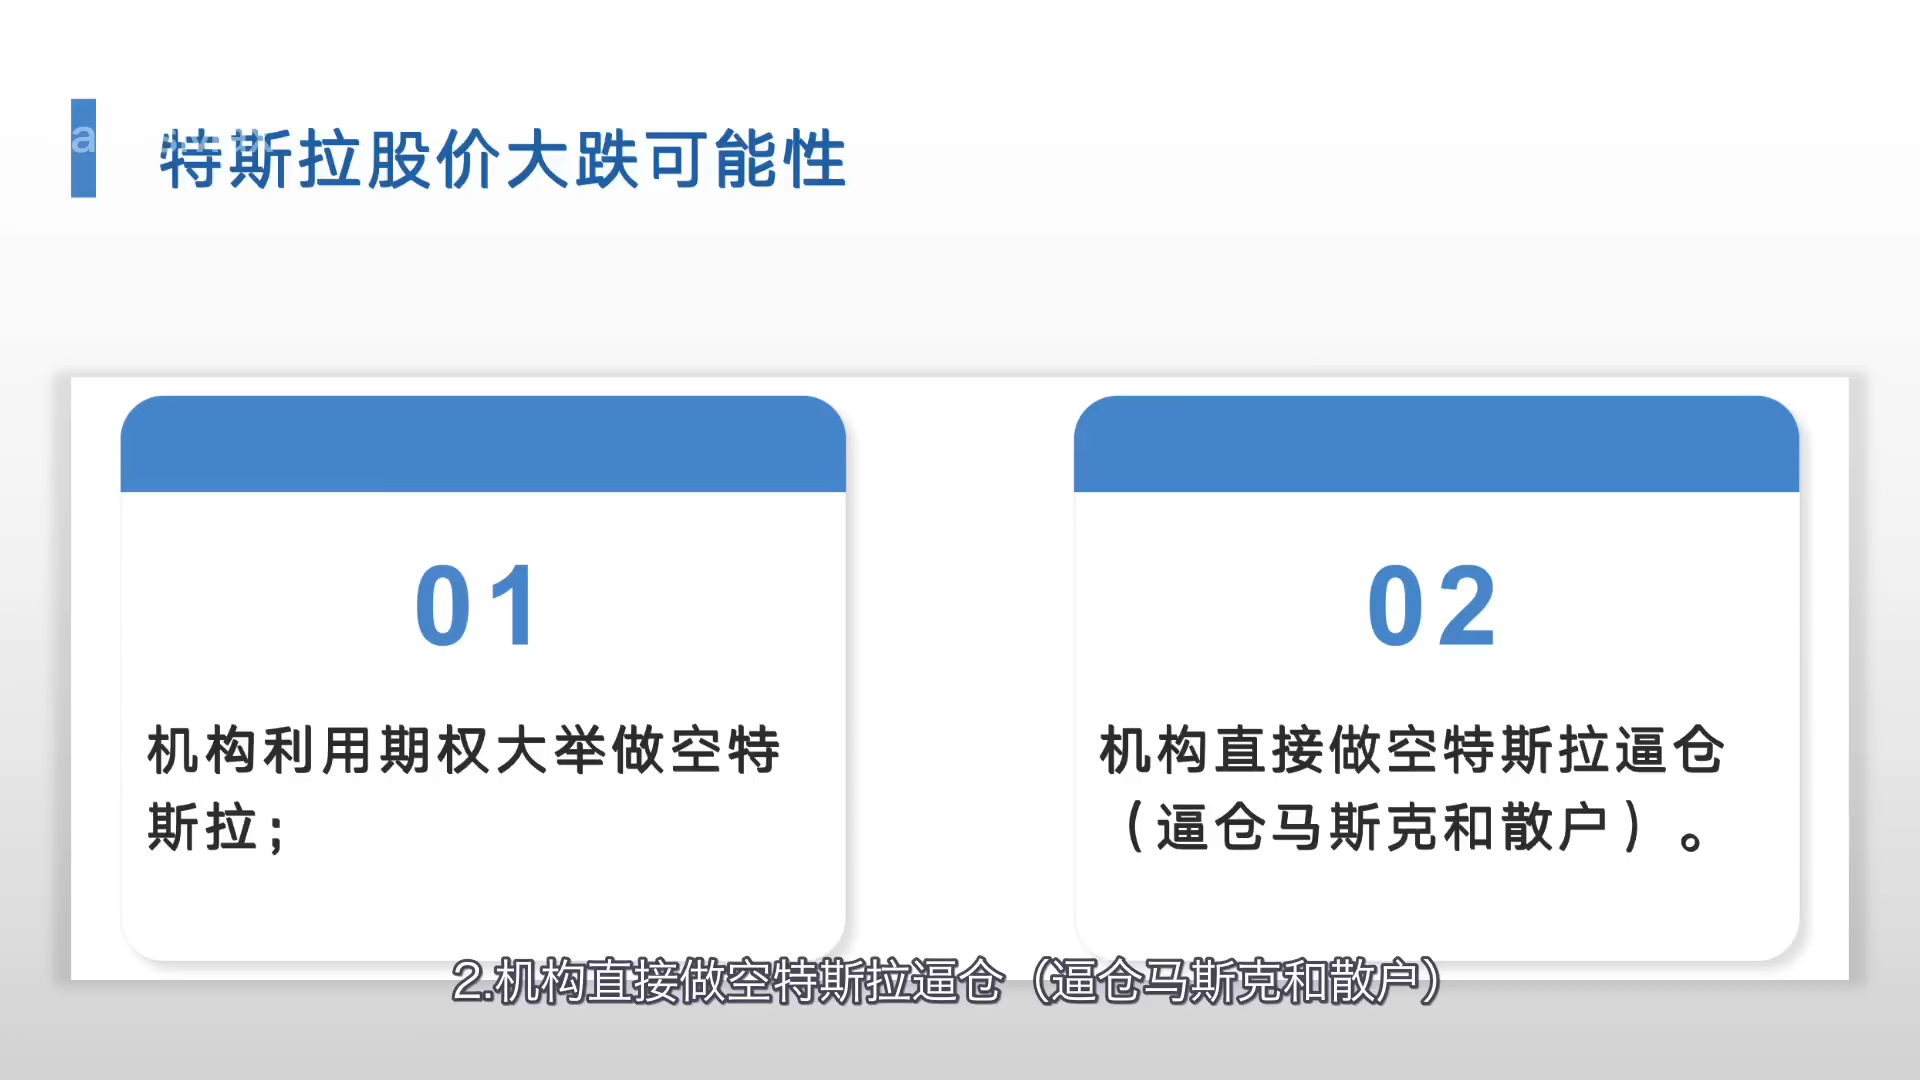 特斯拉股价大跌可能性
01
机构利用期权大举做空特
斯拉；
02
机构直接做空特斯拉逼仓
（逼仓马斯克和散户）。
2.机构直接做空特斯拉逼仓（逼仓马斯克和散户）